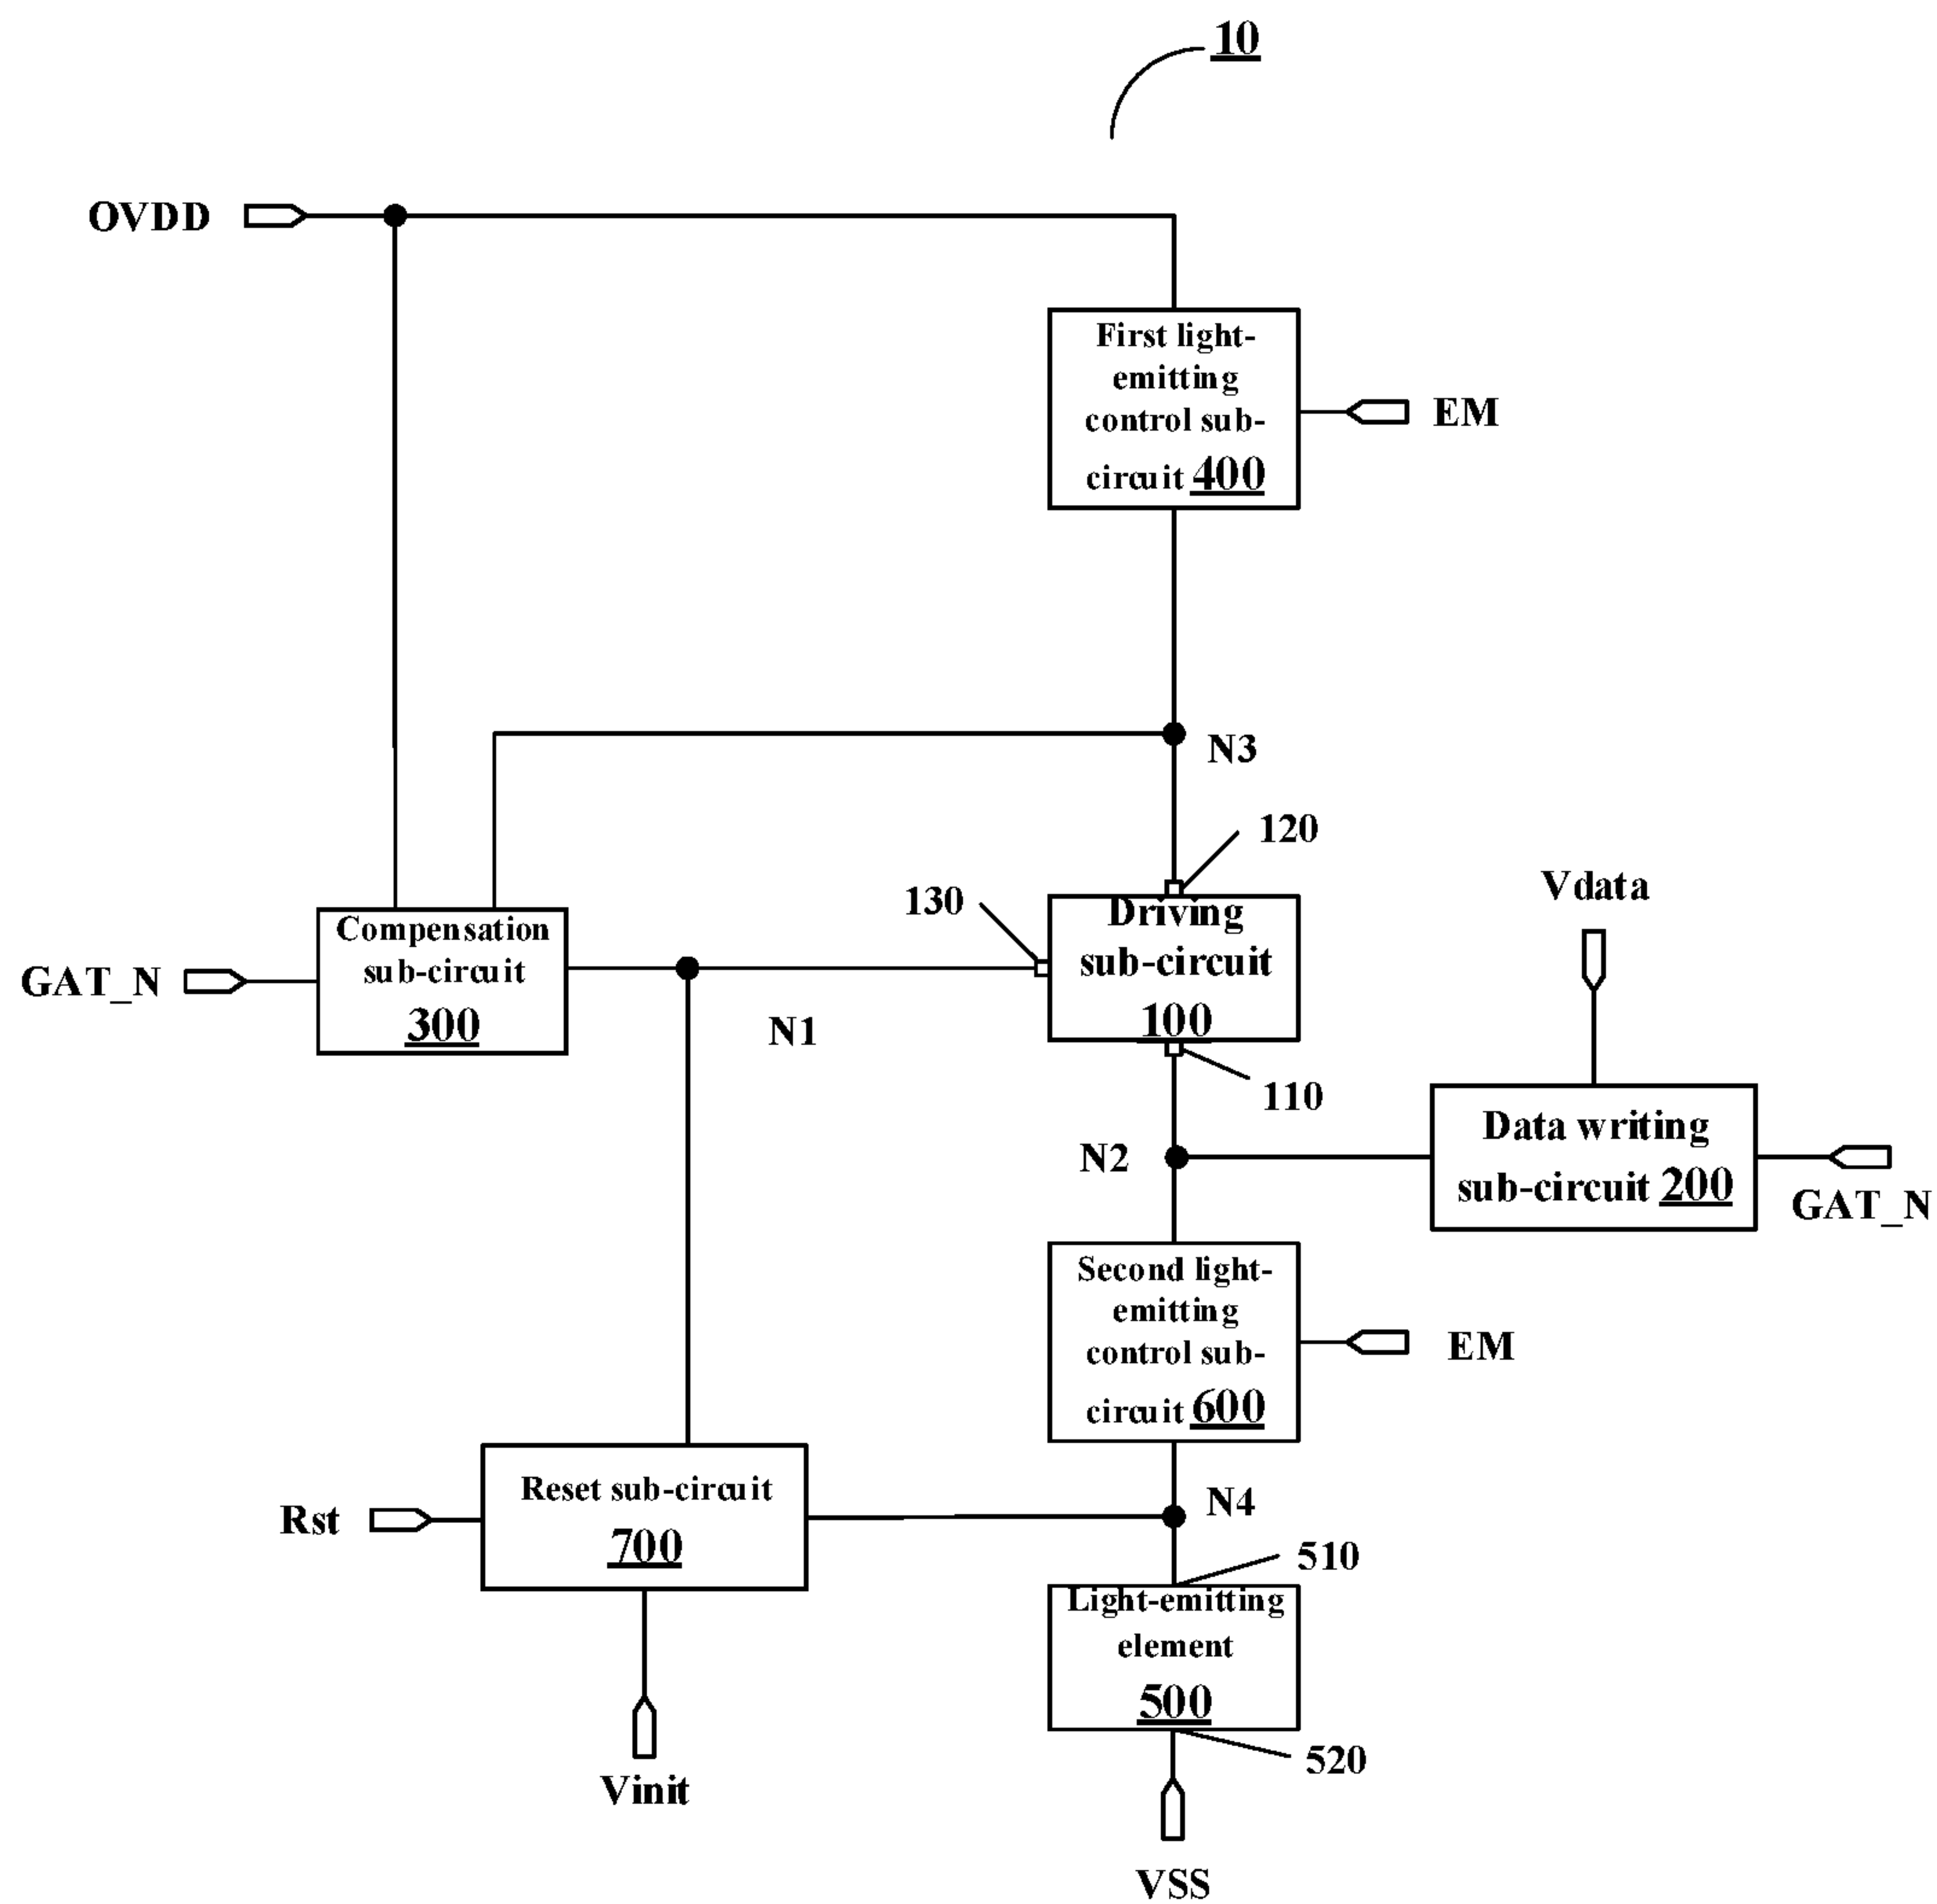 10
OVDD
First light-
emitting
control sub-
circuit 400
EM
N3
120
130
Vdata
Compensation
sub-circuit
300
GAT_N
Driving
sub-circuit
100
N1
110
Data writing
sub-circuit 200
GAT_N
N2
Second light-
emitting
control sub-
circuit 600
EM
Reset sub-circuit
700
Rst
N4
510
Light-emitting
element
500
520
Vinit
VSS